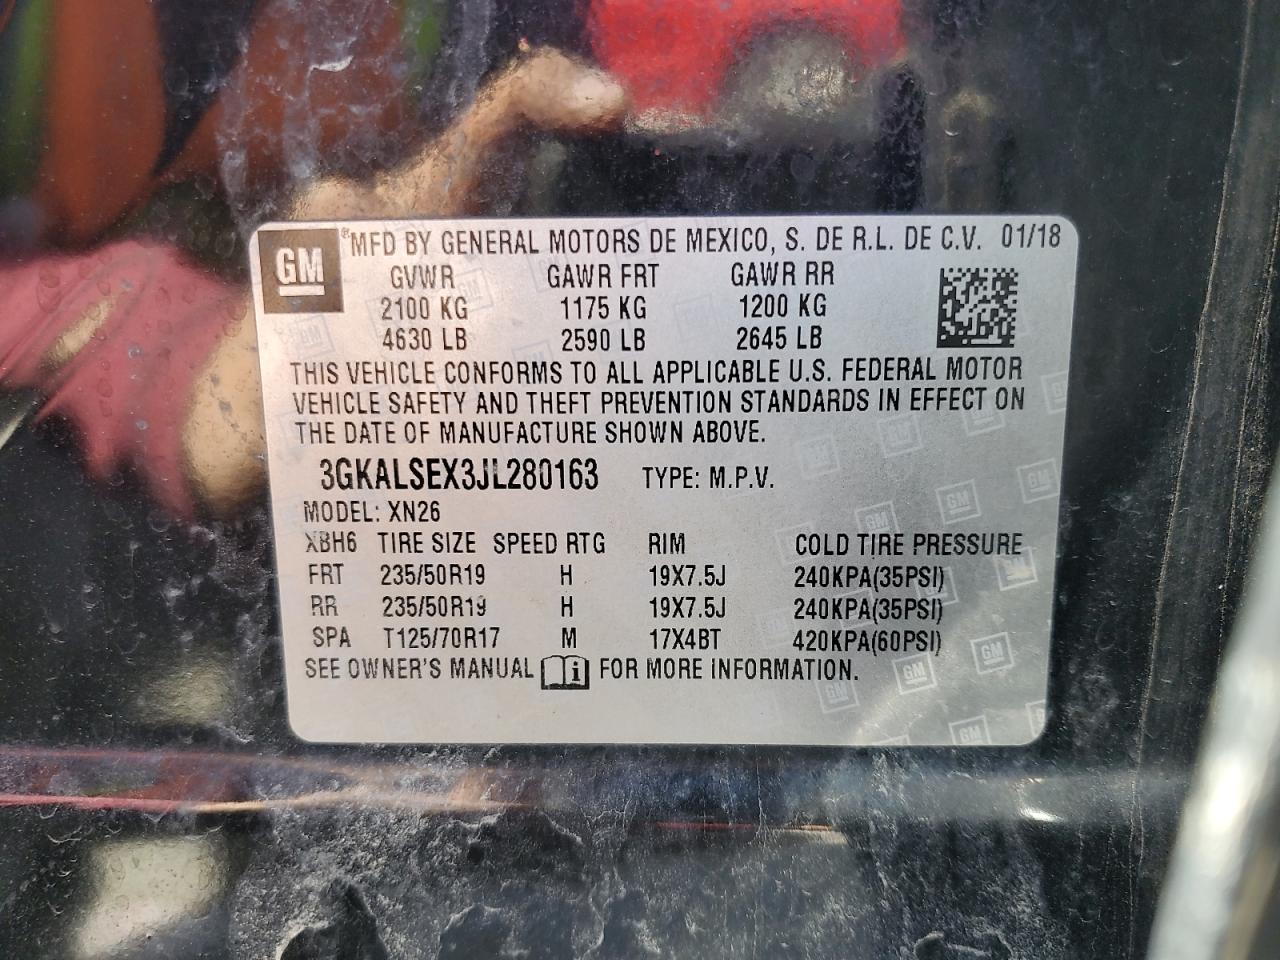 GM
®MFD BY GENERAL MOTORS DE MEXICO, S. DE R.L. DE C.V. 01/18
GVWR GAWR FRT GAWR RR
2100 KG 1175 KG 1200 KG
4630 LB 2590 LB 2645 LB
THIS VEHICLE CONFORMS TO ALL APPLICABLE U.S. FEDERAL MOTOR
VEHICLE SAFETY AND THEFT PREVENTION STANDARDS IN EFFECT ON
THE DATE OF MANUFACTURE SHOWN ABOVE.
3GKALSEX3JL280163 TYPE: M.P.V.
MODEL: XN26
XBH6 TIRE SIZE SPEED RTG RIM COLD TIRE PRESSURE
FRT 235/50R19 H 19X7.5J 240KPA(35PSI)
RR 235/50R19 H 19X7.5J 240KPA(35PSI)
SPA T125/70R17 M 17X4BT 420KPA(60PSI)
SEE OWNER'S MANUAL i FOR MORE INFORMATION.